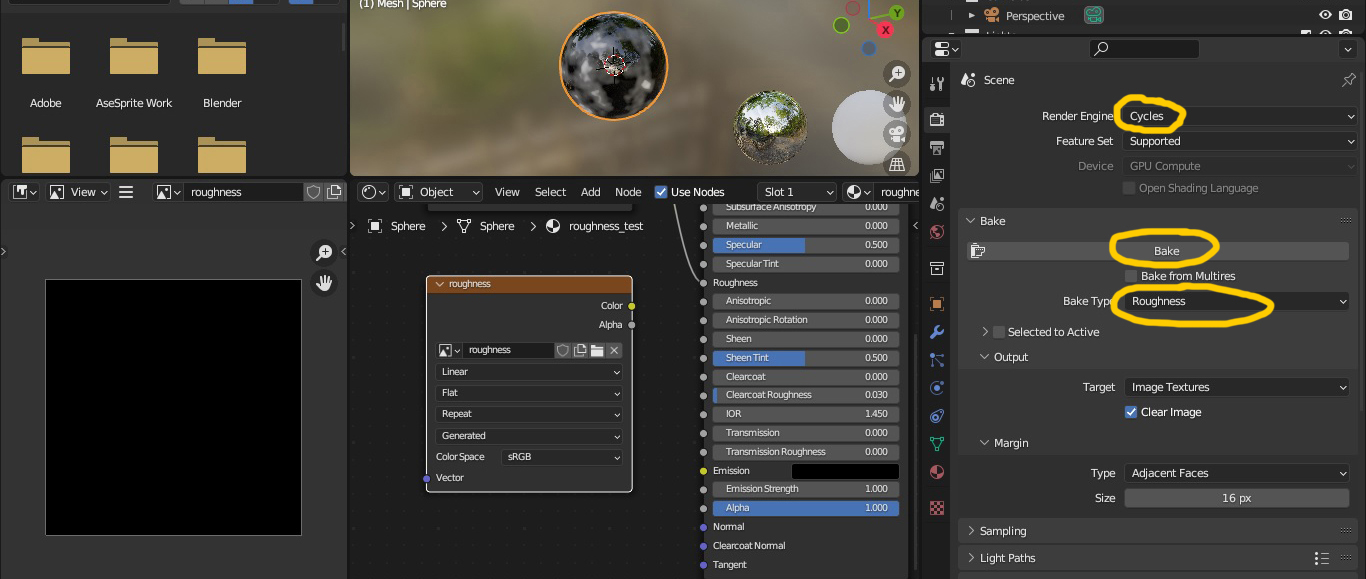 (1) Mesh | Sphere
Adobe
AseSprite Work
Blender
Y
X
View
roughness
Object
View
Select
Add
Node
Use Nodes
Slot 1
roughne
Sphere
Sphere
roughness_test
roughness
Color
Alpha
roughness
Linear
Flat
Repeat
Generated
Color Space
sRGB
Vector
Subsurface Anisotropy 0.000
Metallic 0.000
Specular 0.500
Specular Tint 0.000
Roughness
Anisotropic 0.000
Anisotropic Rotation 0.000
Sheen 0.000
Sheen Tint 0.500
Clearcoat 0.000
Clearcoat Roughness 0.030
IOR 1.450
Transmission 0.000
Transmission Roughness 0.000
Emission
Emission Strength 1.000
Alpha 1.000
Normal
Clearcoat Normal
Tangent
Perspective
Scene
Render Engine Cycles
Feature Set Supported
Device GPU Compute
Open Shading Language
Bake
Bake
Bake from Multires
Bake Typ Roughness
Selected to Active
Output
Target Image Textures
Clear Image
Margin
Type Adjacent Faces
Size 16 px
Sampling
Light Paths